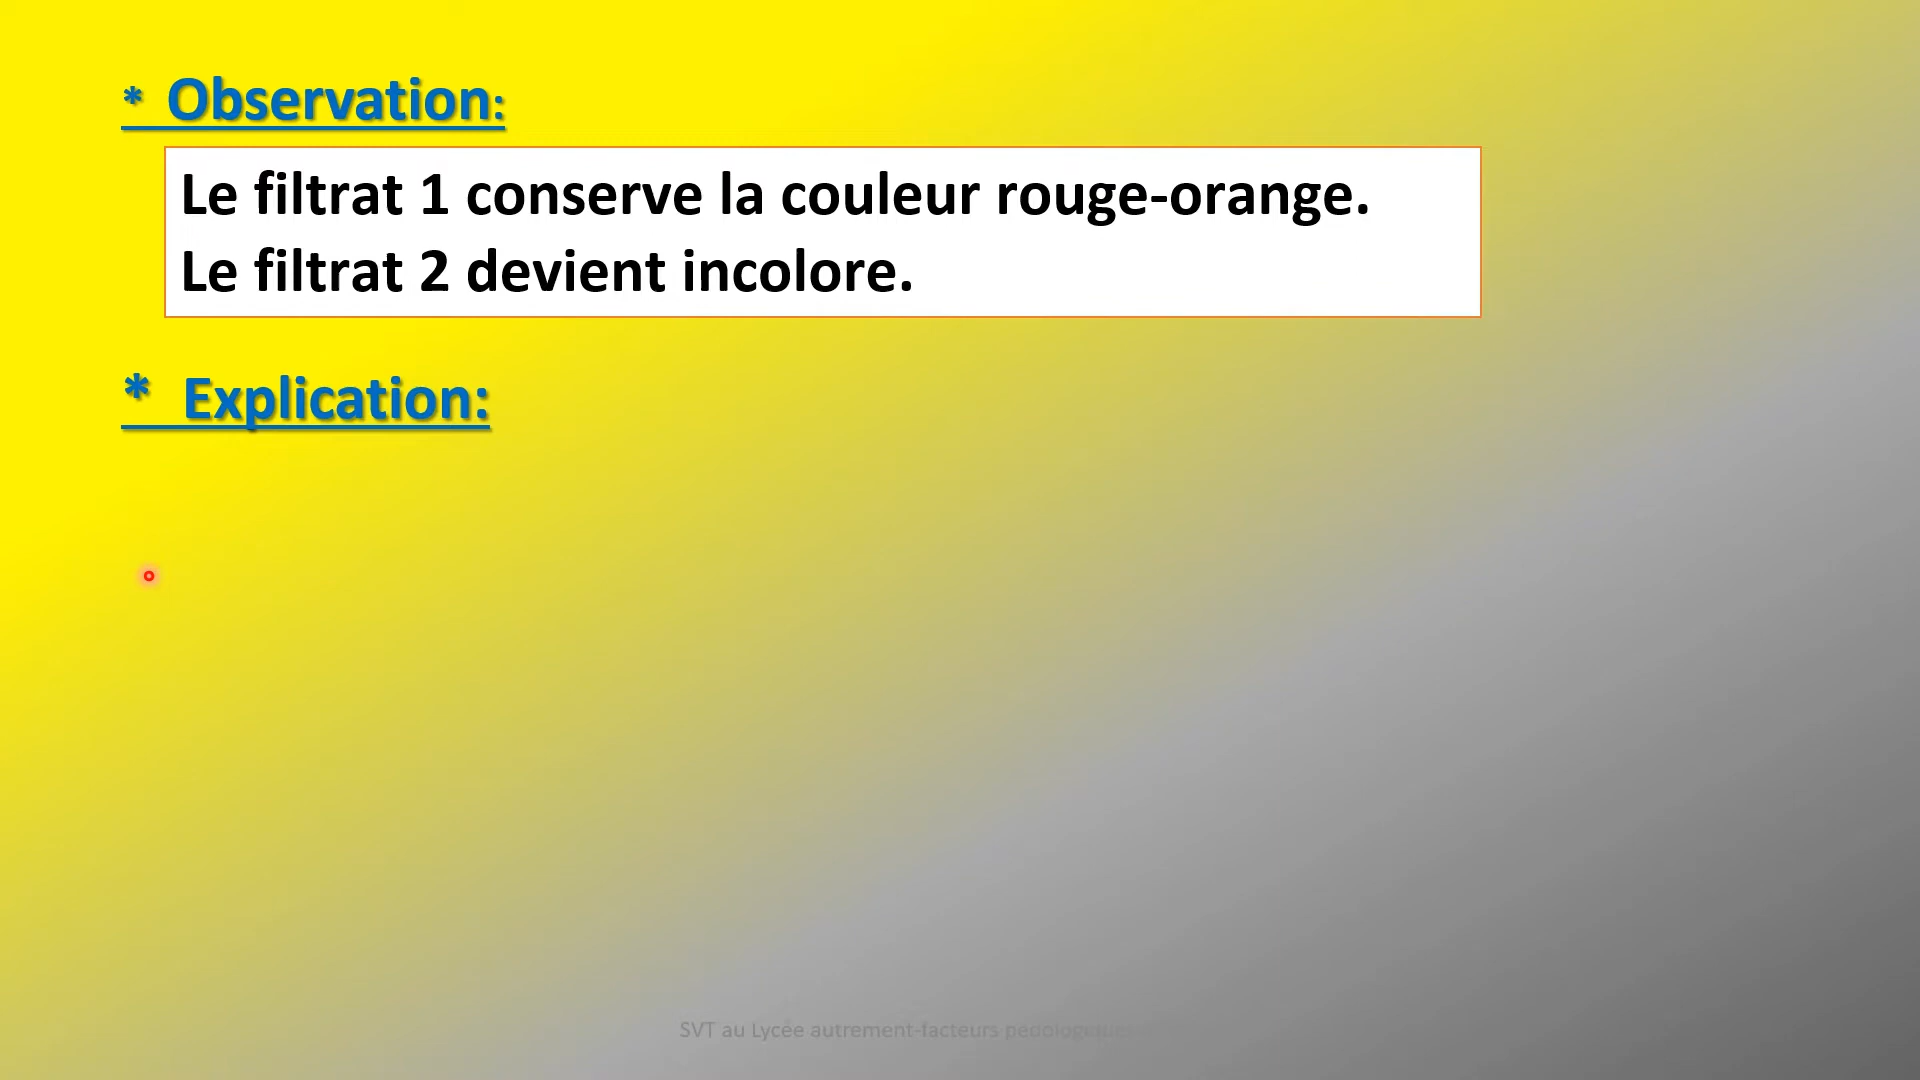 * Observation:
Le filtrat 1 conserve la couleur rouge-orange.
Le filtrat 2 devient incolore.
* Explication:
SVT au Lycée autrement-facteurs pédologiques